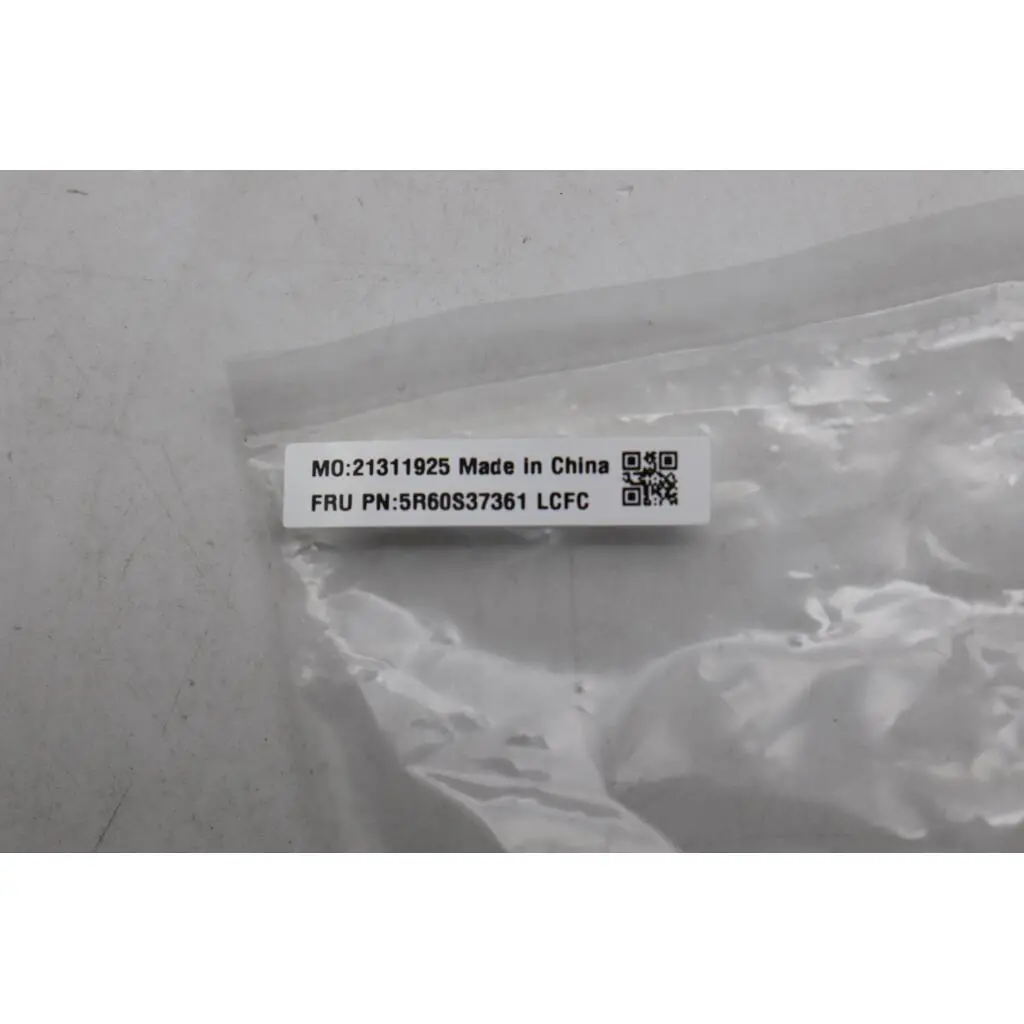 MO:21311925 Made in China
FRU PN:5R60S37361 LCFC